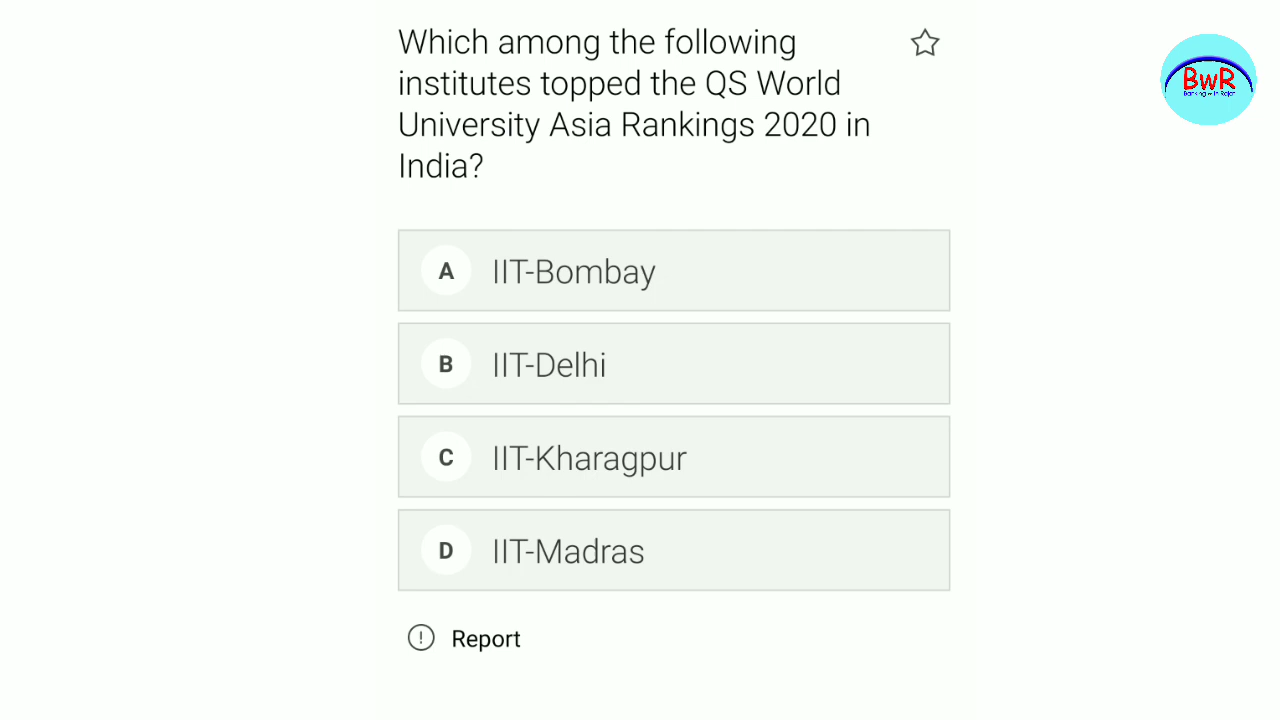 Which among the following
institutes topped the QS World
University Asia Rankings 2020 in
India?
A IIT-Bombay
B IIT-Delhi
C IIT-Kharagpur
D IIT-Madras
! Report
BwR